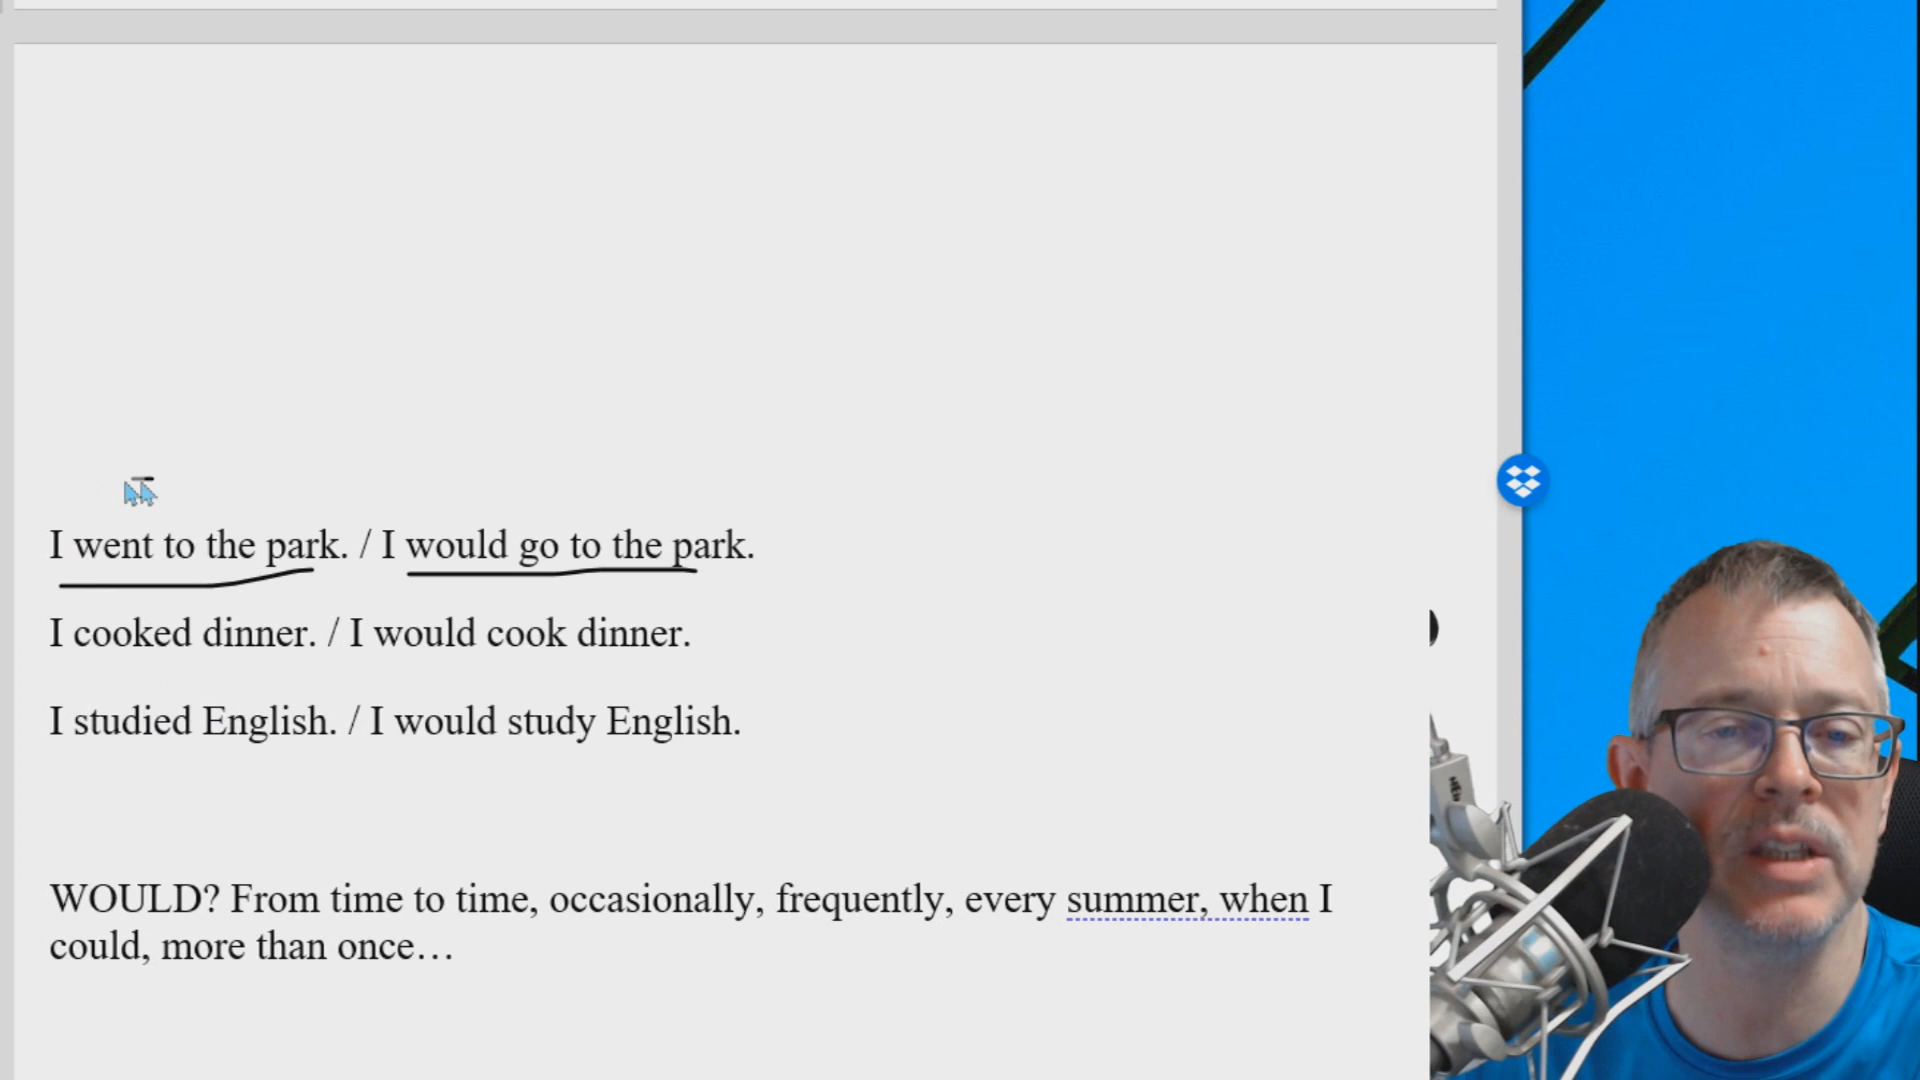 I went to the park. / I would go to the park.
I cooked dinner. / I would cook dinner.
I studied English. / I would study English.
WOULD? From time to time, occasionally, frequently, every summer, when I
could, more than once…